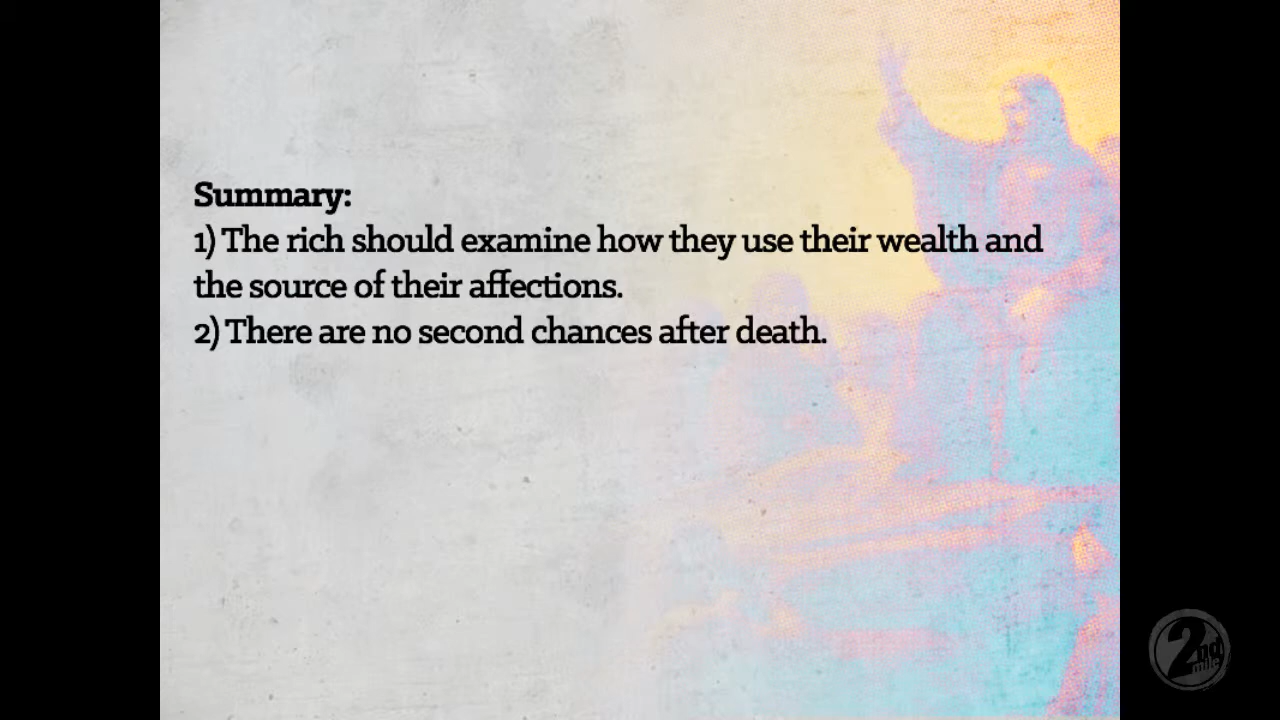 Summary:
1) The rich should examine how they use their wealth and
the source of their affections.
2) There are no second chances after death.
2nd
mile